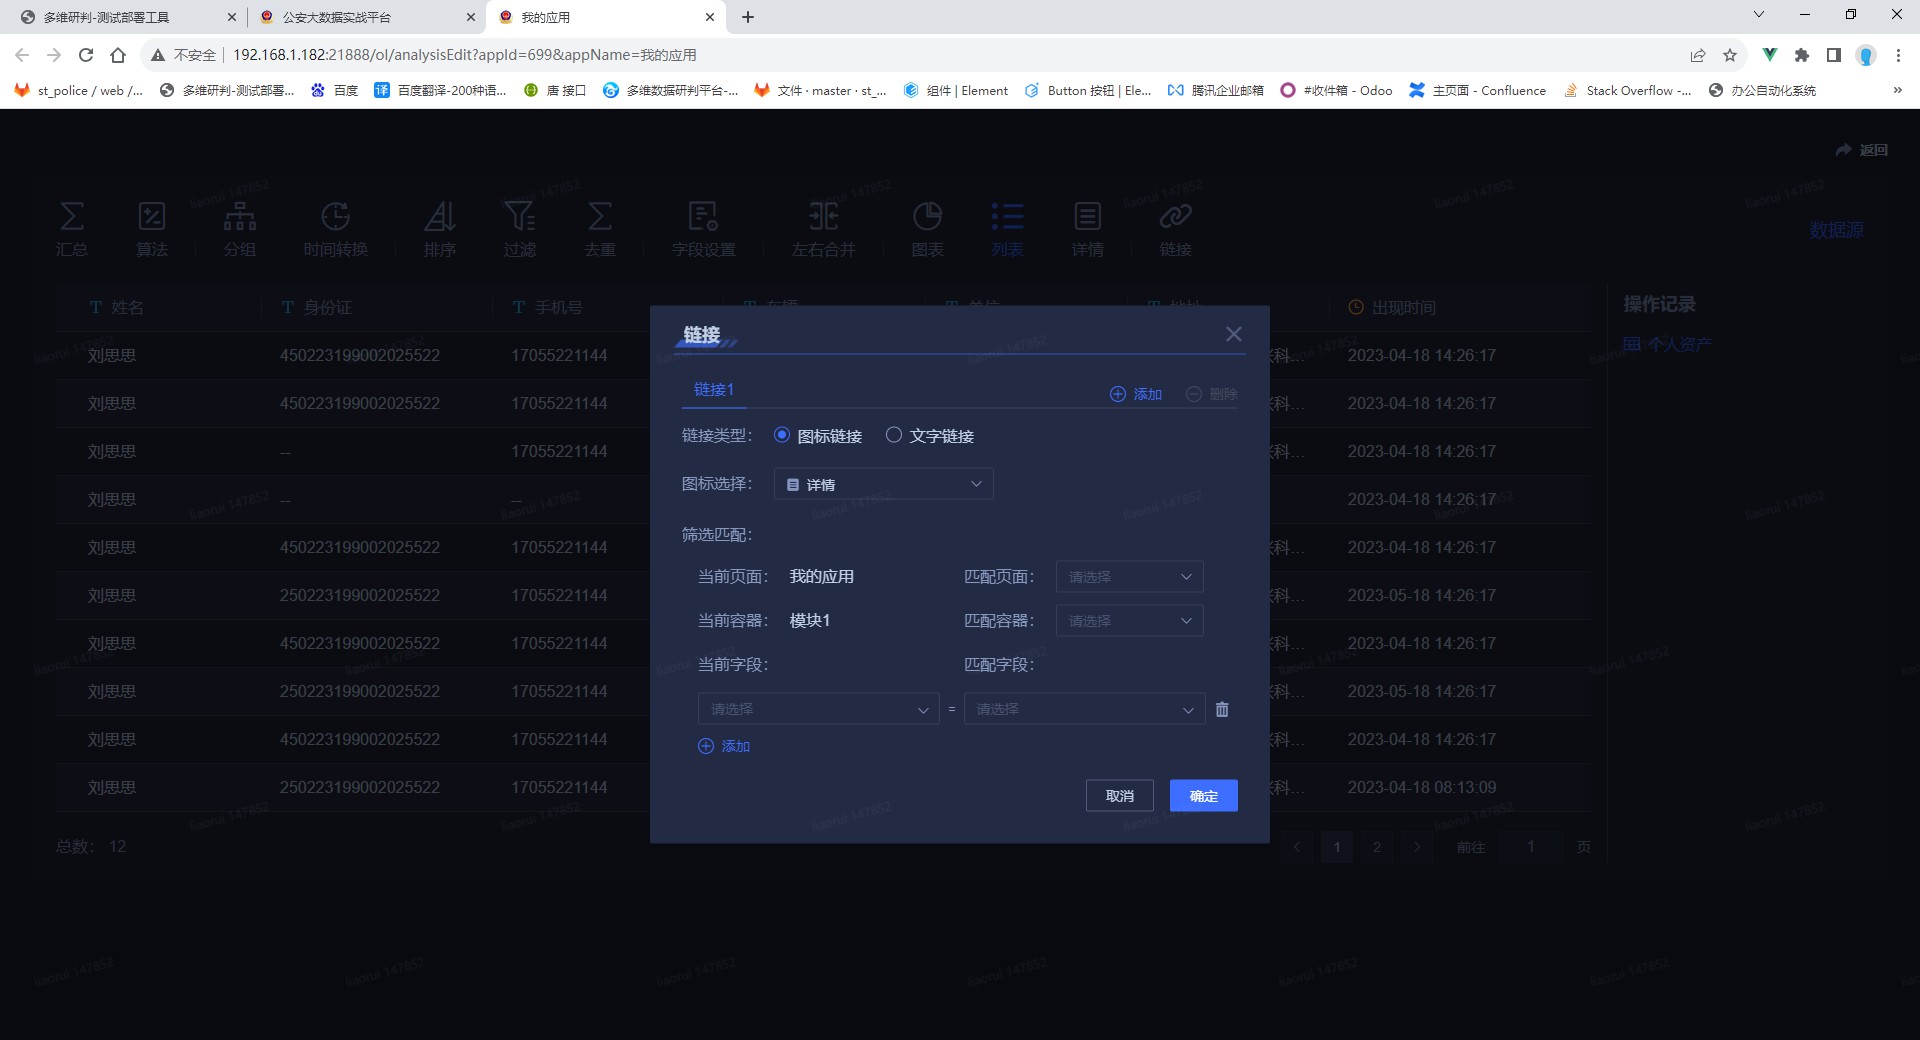 多维研判-测试部署工具
公安大数据实战平台
我的应用
不安全 192.168.1.182:21888/ol/analysisEdit?appId=699&appName=我的应用
st_police / web /... 多维研判-测试部署... 百度 百度翻译-200种语... 唐 接口 多维数据研判平台-... 文件 · master · st_... 组件 | Element Button 按钮 | Ele... 腾讯企业邮箱 #收件箱 - Odoo 主页面 - Confluence Stack Overflow -... 办公自动化系统 »
返回
汇总 算法 分组 时间转换 排序 过滤 去重 字段设置 左右合并 图表 列表 详情 链接
数据源
T 姓名 T 身份证 T 手机号 出现时间
操作记录
个人资产
刘思思 450223199002025522 17055221144 科... 2023-04-18 14:26:17
刘思思 450223199002025522 17055221144 科... 2023-04-18 14:26:17
刘思思 -- 17055221144 科... 2023-04-18 14:26:17
刘思思 -- -- 2023-04-18 14:26:17
刘思思 450223199002025522 17055221144 科... 2023-04-18 14:26:17
刘思思 250223199002025522 17055221144 科... 2023-05-18 14:26:17
刘思思 450223199002025522 17055221144 科... 2023-04-18 14:26:17
刘思思 250223199002025522 17055221144 科... 2023-05-18 14:26:17
刘思思 450223199002025522 17055221144 科... 2023-04-18 14:26:17
刘思思 250223199002025522 17055221144 科... 2023-04-18 08:13:09
总数： 12
1 2 前往 1 页
链接
链接1
添加 删除
链接类型： 图标链接 文字链接
图标选择： 详情
筛选匹配：
当前页面： 我的应用 匹配页面： 请选择
当前容器： 模块1 匹配容器： 请选择
当前字段： 匹配字段：
请选择 = 请选择
添加
取消 确定
liaorui 147852